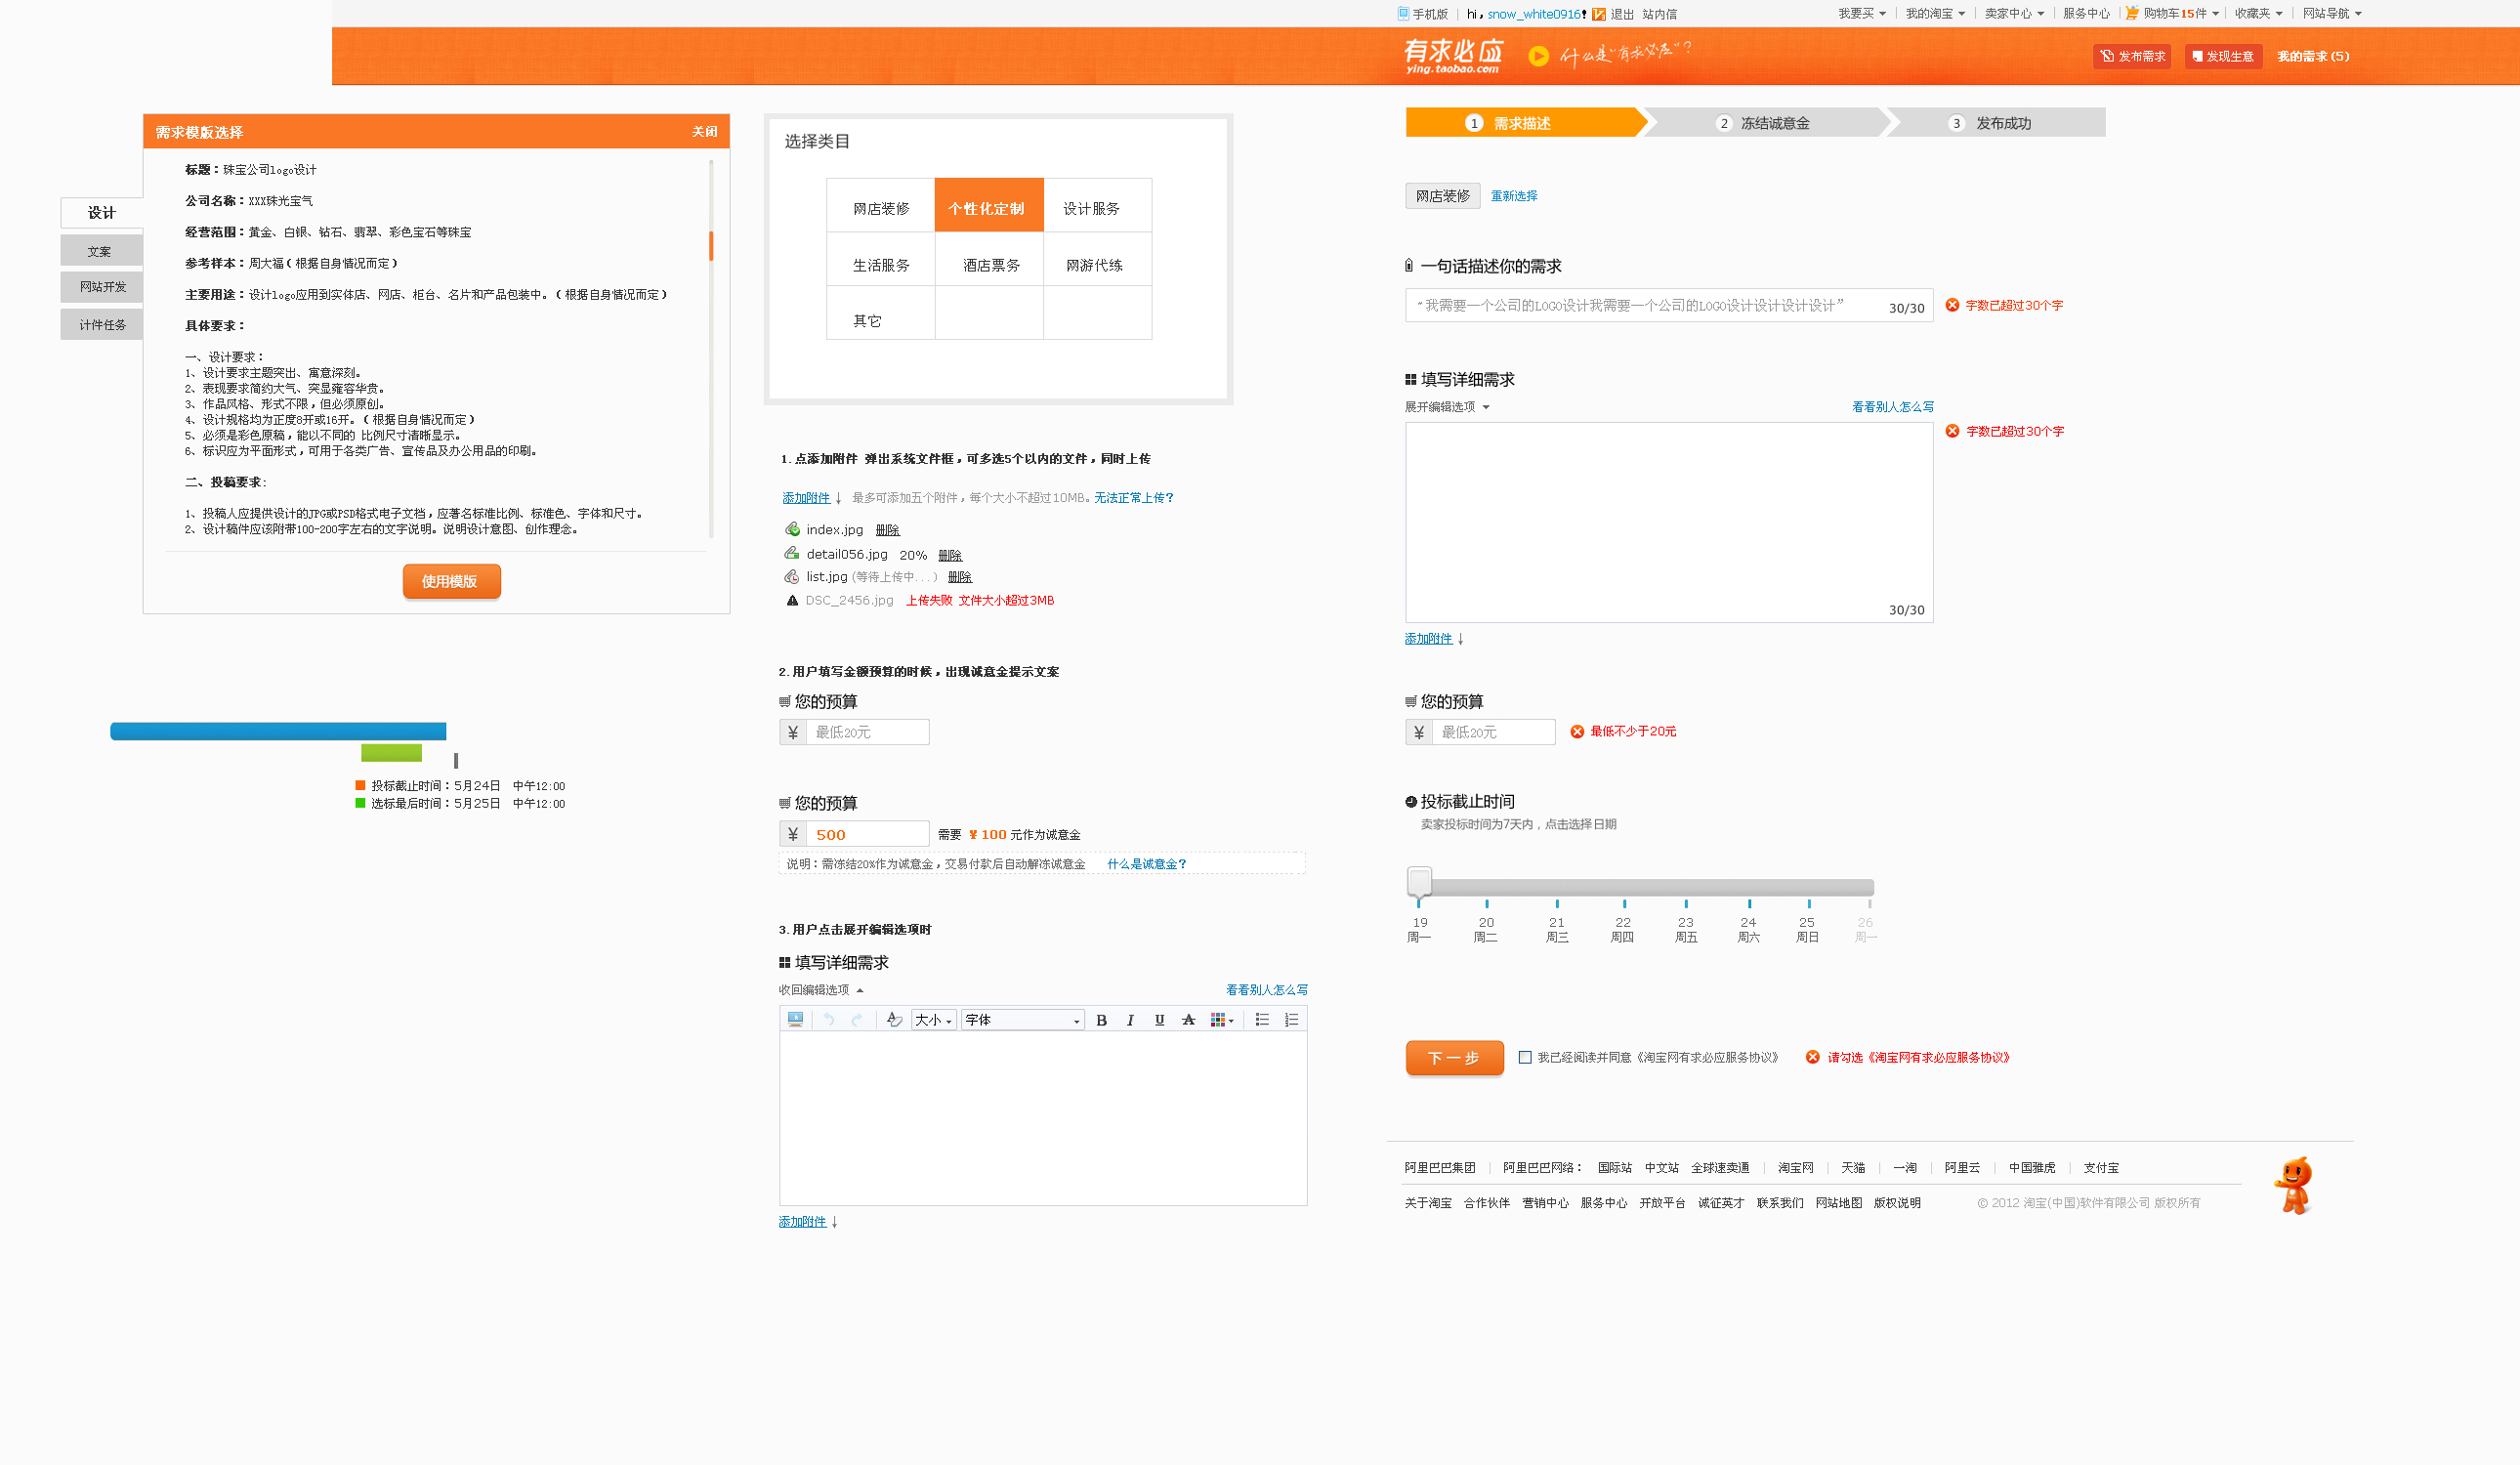 手机版 hi，snow_white0916! 退出 站内信 我要买 我的淘宝 卖家中心 服务中心 购物车15件 收藏夹 网站导航
有求必应
ying.taobao.com
什么是"有求必应"？
发布需求 发现生意 我的需求 (5)
需求模版选择 关闭
设计
文案
网站开发
计件任务
标题：珠宝公司logo设计
公司名称：XXX珠光宝气
经营范围：黄金、白银、钻石、翡翠、彩色宝石等珠宝
参考样本：周大福（根据自身情况而定）
主要用途：设计logo应用到实体店、网店、柜台、名片和产品包装中。（根据自身情况而定）
具体要求：
一、设计要求：
1、设计要求主题突出、寓意深刻。
2、表现要求简约大气、突显雍容华贵。
3、作品风格、形式不限，但必须原创。
4、设计规格均为正度8开或16开。（根据自身情况而定）
5、必须是彩色原稿，能以不同的 比例尺寸清晰显示。
6、标识应为平面形式，可用于各类广告、宣传品及办公用品的印刷。
二、投稿要求:
1、投稿人应提供设计的JPG或PSD格式电子文档，应著名标准比例、标准色、字体和尺寸。
2、设计稿件应该附带100-200字左右的文字说明。说明设计意图、创作理念。
使用模版
投标截止时间：5月24日 中午12:00
选标最后时间：5月25日 中午12:00
选择类目
网店装修 个性化定制 设计服务
生活服务 酒店票务 网游代练
其它
1.点添加附件 弹出系统文件框，可多选5个以内的文件，同时上传
添加附件↓ 最多可添加五个附件，每个大小不超过10MB。无法正常上传？
index.jpg 删除
detail056.jpg 20% 删除
list.jpg (等待上传中...) 删除
DSC_2456.jpg 上传失败 文件大小超过3MB
2.用户填写金额预算的时候，出现诚意金提示文案
您的预算
¥ 最低20元
您的预算
¥ 500 需要 ¥ 100 元作为诚意金
说明：需冻结20%作为诚意金，交易付款后自动解冻诚意金 什么是诚意金？
3.用户点击展开编辑选项时
填写详细需求
收回编辑选项 看看别人怎么写
大小 字体 B I U A
添加附件↓
1 需求描述 2 冻结诚意金 3 发布成功
网店装修 重新选择
一句话描述你的需求
“我需要一个公司的LOGO设计我需要一个公司的LOGO设计设计设计设计” 30/30 字数已超过30个字
填写详细需求
展开编辑选项 看看别人怎么写
字数已超过30个字
30/30
添加附件↓
您的预算
¥ 最低20元 最低不少于20元
投标截止时间
卖家投标时间为7天内，点击选择日期
19 20 21 22 23 24 25 26
周一 周二 周三 周四 周五 周六 周日 周一
下一步 我已经阅读并同意《淘宝网有求必应服务协议》 请勾选《淘宝网有求必应服务协议》
阿里巴巴集团 阿里巴巴网络： 国际站 中文站 全球速卖通 淘宝网 天猫 一淘 阿里云 中国雅虎 支付宝
关于淘宝 合作伙伴 营销中心 服务中心 开放平台 诚征英才 联系我们 网站地图 版权说明 © 2012 淘宝(中国)软件有限公司 版权所有